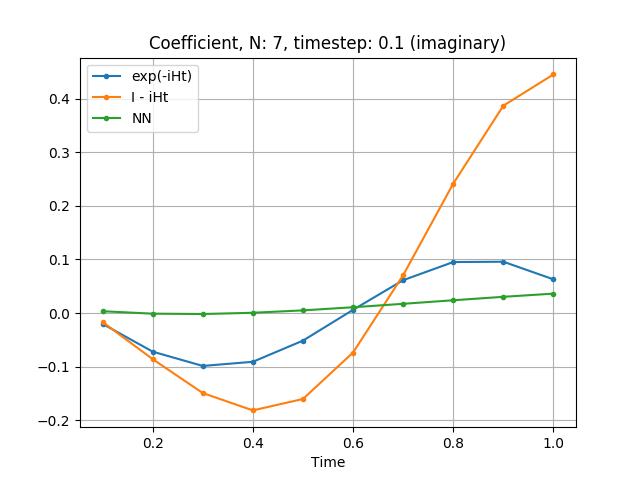 Coefficient, N: 7, timestep: 0.1 (imaginary)
exp(-iHt)
I - iHt
NN
0.4
0.3
0.2
0.1
0.0
−0.1
−0.2
0.2 0.4 0.6 0.8 1.0
Time